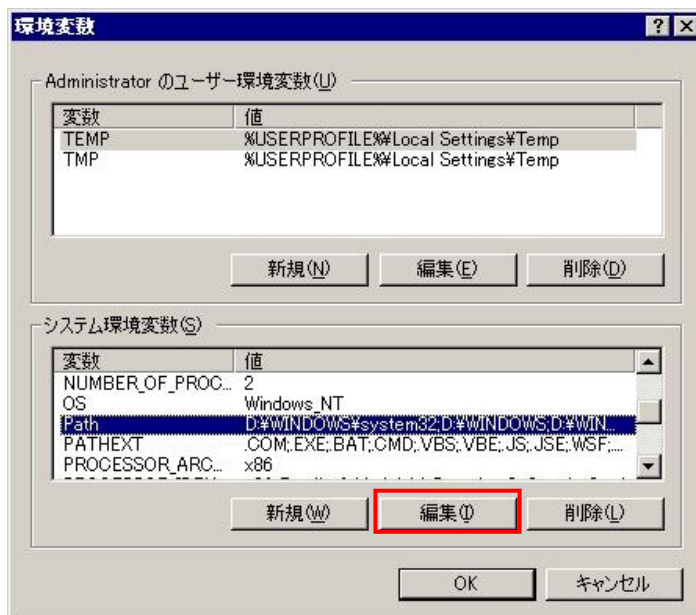 環境変数
Administrator のユーザー環境変数(U)
変数 値
TEMP %USERPROFILE%¥Local Settings¥Temp
TMP %USERPROFILE%¥Local Settings¥Temp
新規(N) 編集(E) 削除(D)
システム環境変数(S)
変数 値
NUMBER_OF_PROC... 2
OS Windows_NT
Path D:¥WINDOWS¥system32;D:¥WINDOWS;D:¥WIN...
PATHEXT .COM;.EXE;.BAT;.CMD;.VBS;.VBE;.JS;.JSE;.WSF;...
PROCESSOR_ARC... x86
新規(W) 編集(I) 削除(L)
OK キャンセル